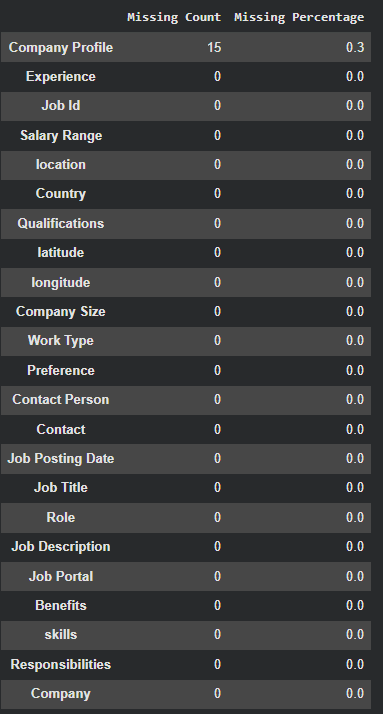 Missing Count Missing Percentage
Company Profile 15 0.3
Experience 0 0.0
Job Id 0 0.0
Salary Range 0 0.0
location 0 0.0
Country 0 0.0
Qualifications 0 0.0
latitude 0 0.0
longitude 0 0.0
Company Size 0 0.0
Work Type 0 0.0
Preference 0 0.0
Contact Person 0 0.0
Contact 0 0.0
Job Posting Date 0 0.0
Job Title 0 0.0
Role 0 0.0
Job Description 0 0.0
Job Portal 0 0.0
Benefits 0 0.0
skills 0 0.0
Responsibilities 0 0.0
Company 0 0.0